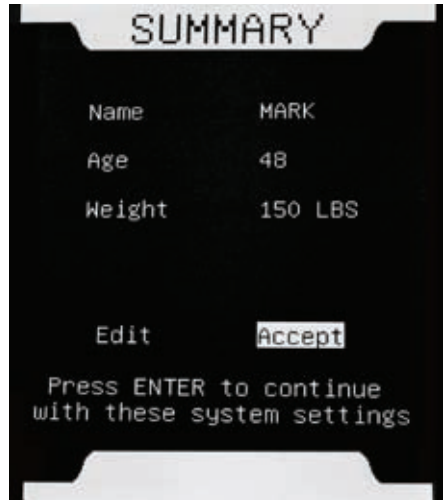 SUMMARY
Name MARK
Age 48
Weight 150 LBS
Edit Accept
Press ENTER to continue
with these system settings